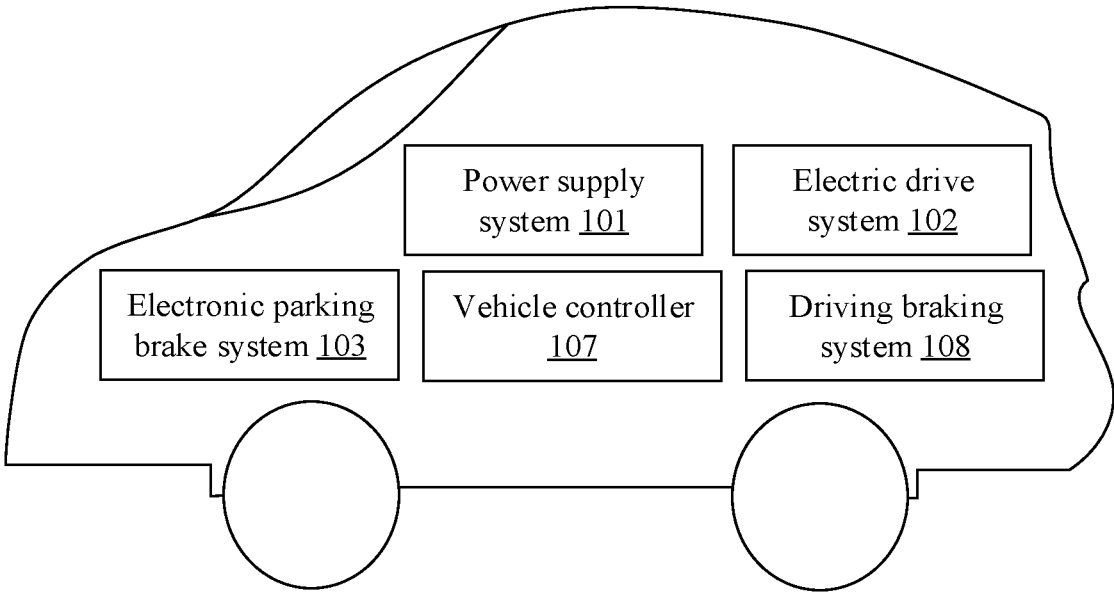 Power supply
system 101
Electric drive
system 102
Electronic parking
brake system 103
Vehicle controller
107
Driving braking
system 108